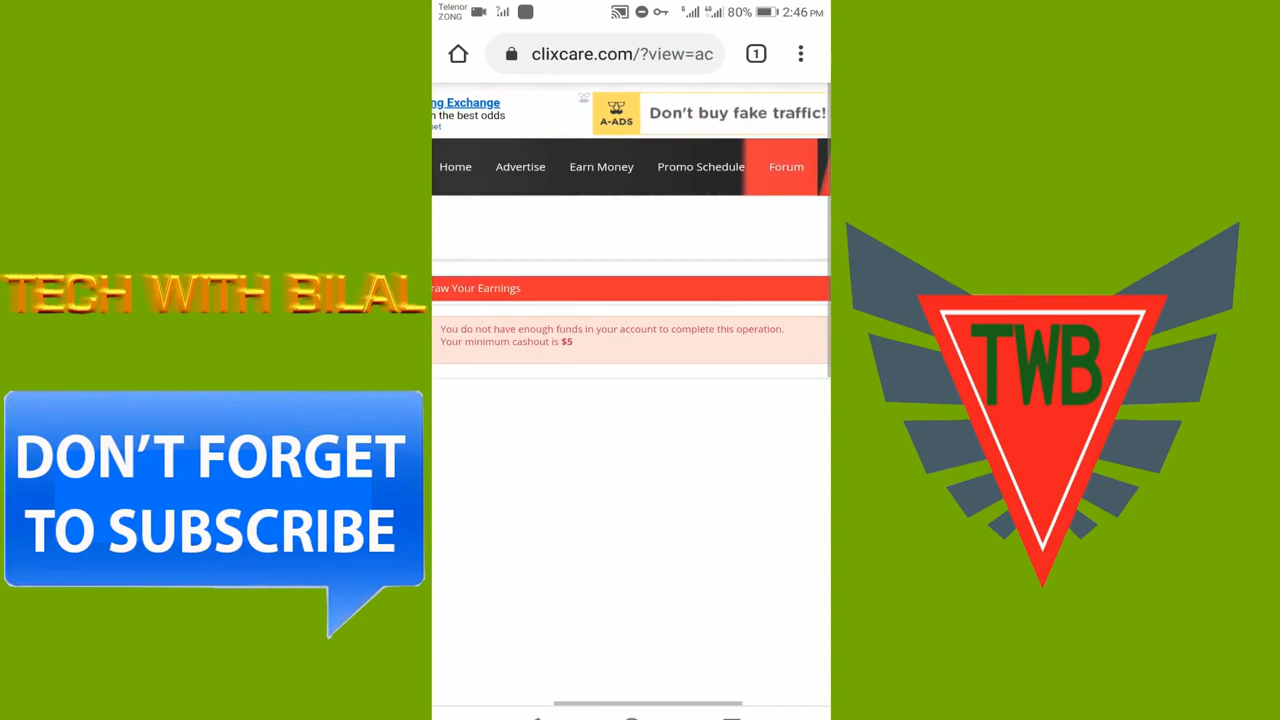 Telenor
ZONG
80%
2:46 PM
clixcare.com/?view=ac
1
ng Exchange
n the best odds
et
A-ADS
Don't buy fake traffic!
Home
Advertise
Earn Money
Promo Schedule
Forum
raw Your Earnings
You do not have enough funds in your account to complete this operation.
Your minimum cashout is $5
TECH WITH BILAL
DON'T FORGET
TO SUBSCRIBE
TWB